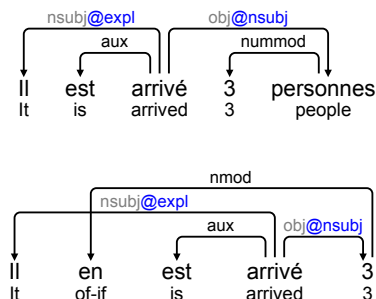 nsubj@expl obj@nsubj
aux nummod
Il est arrivé 3 personnes
It is arrived 3 people
nmod
nsubj@expl
aux obj@nsubj
Il en est arrivé 3
It of-if is arrived 3